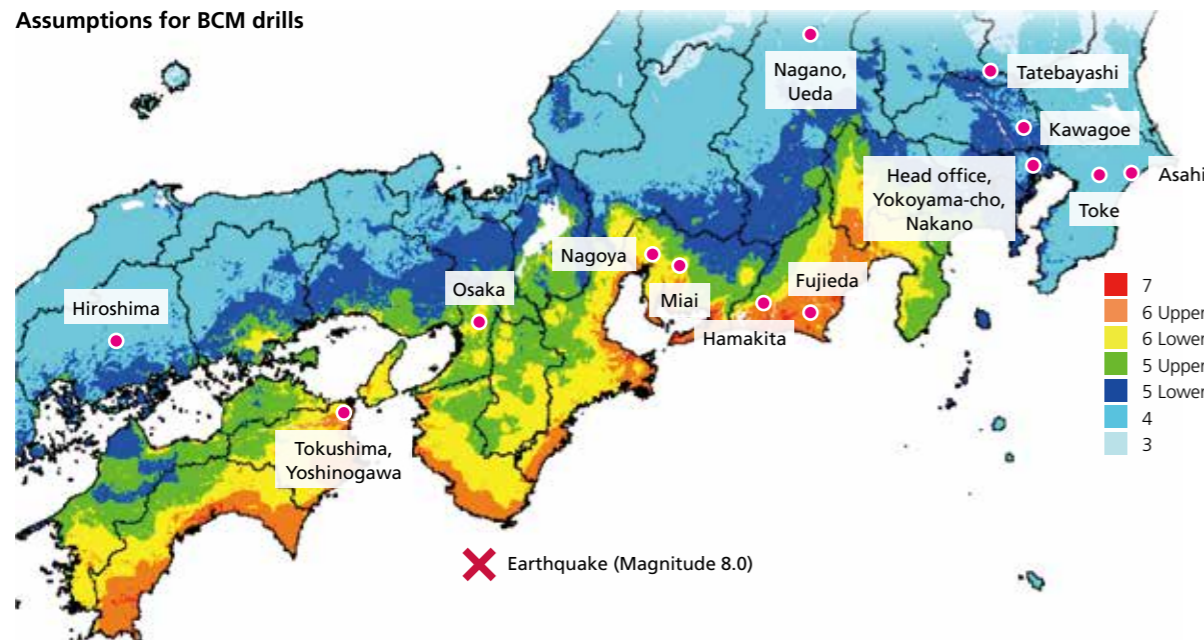 Assumptions for BCM drills
Nagano,
Ueda
Tatebayashi
Kawagoe
Head office,
Yokoyama-cho,
Nakano
Asahi
Toke
Nagoya
Miai
Fujieda
Hamakita
Osaka
Hiroshima
Tokushima,
Yoshinogawa
7
6 Upper
6 Lower
5 Upper
5 Lower
4
3
Earthquake (Magnitude 8.0)